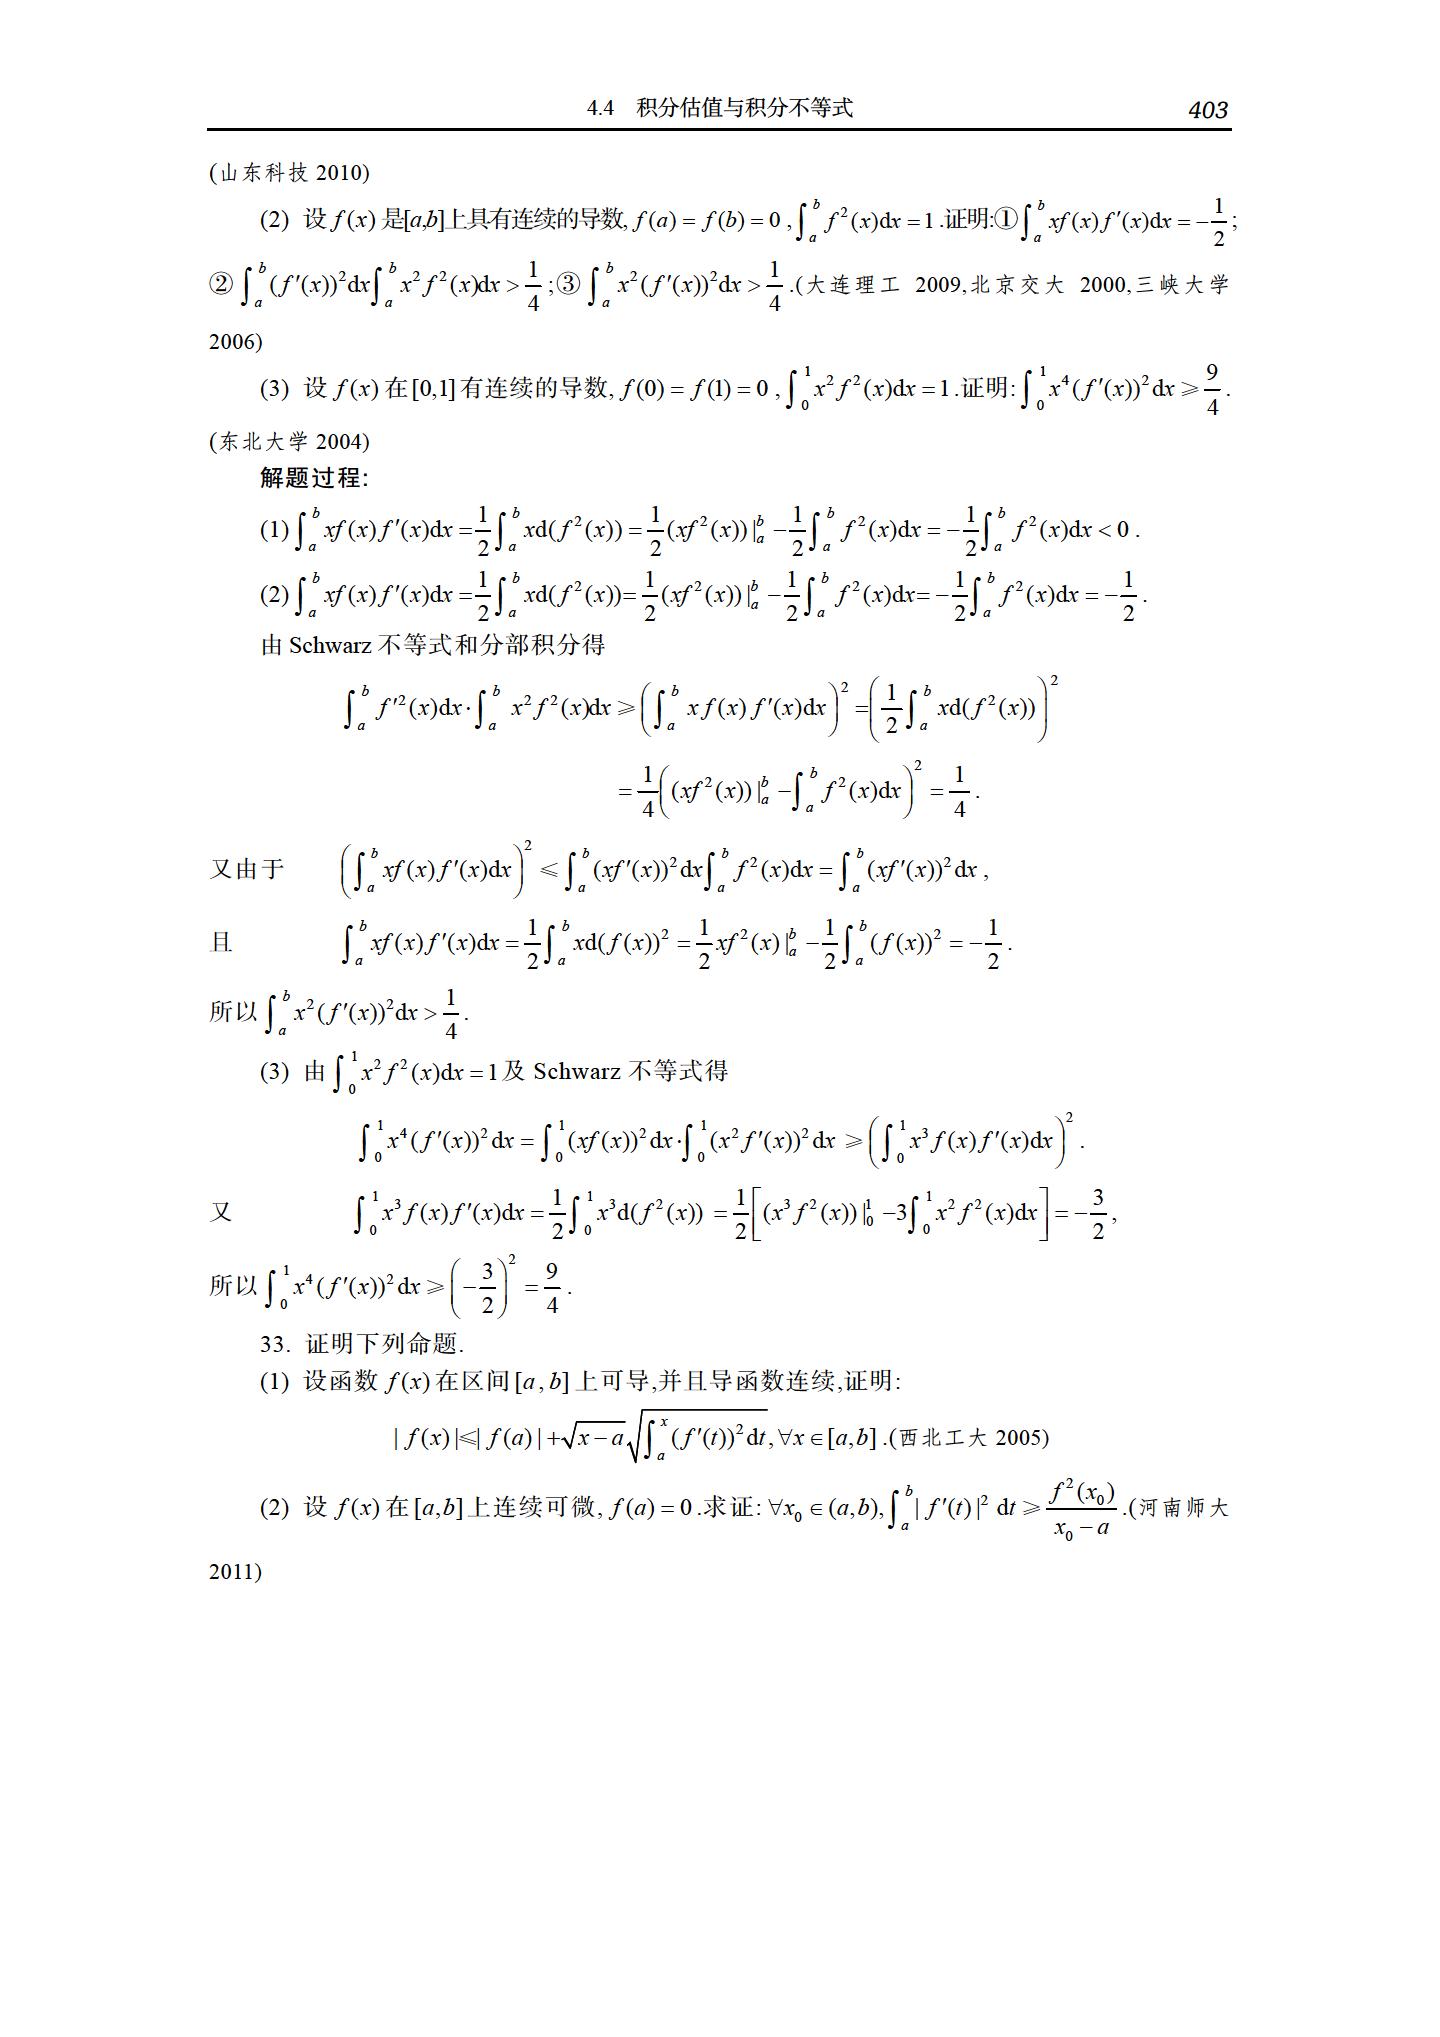 4.4 积分估值与积分不等式 403
(山东科技 2010)
(2) 设 $f(x)$ 是$[a,b]$上具有连续的导数, $f(a)=f(b)=0$, $\int_a^b f^2(x)\mathrm{d}x=1$.证明:①$\int_a^b xf(x)f'(x)\mathrm{d}x=-\frac{1}{2}$;
②$\int_a^b (f'(x))^2\mathrm{d}x\int_a^b x^2f^2(x)\mathrm{d}x>\frac{1}{4}$;③$\int_a^b x^2(f'(x))^2\mathrm{d}x>\frac{1}{4}$.(大连理工 2009,北京交大 2000,三峡大学
2006)
(3) 设 $f(x)$ 在$[0,1]$有连续的导数, $f(0)=f(1)=0$, $\int_0^1 x^2f^2(x)\mathrm{d}x=1$.证明: $\int_0^1 x^4(f'(x))^2\mathrm{d}x\geqslant\frac{9}{4}$.
(东北大学 2004)
解题过程:
(1)$\int_a^b xf(x)f'(x)\mathrm{d}x=\frac{1}{2}\int_a^b x\mathrm{d}(f^2(x))=\frac{1}{2}(xf^2(x))|_a^b-\frac{1}{2}\int_a^b f^2(x)\mathrm{d}x=-\frac{1}{2}\int_a^b f^2(x)\mathrm{d}x<0$.
(2)$\int_a^b xf(x)f'(x)\mathrm{d}x=\frac{1}{2}\int_a^b x\mathrm{d}(f^2(x))=\frac{1}{2}(xf^2(x))|_a^b-\frac{1}{2}\int_a^b f^2(x)\mathrm{d}x=-\frac{1}{2}\int_a^b f^2(x)\mathrm{d}x=-\frac{1}{2}$.
由 Schwarz 不等式和分部积分得
$\int_a^b f'^2(x)\mathrm{d}x\cdot\int_a^b x^2f^2(x)\mathrm{d}x\geqslant\left(\int_a^b xf(x)f'(x)\mathrm{d}x\right)^2=\left(\frac{1}{2}\int_a^b x\mathrm{d}(f^2(x))\right)^2$
$=\frac{1}{4}\left((xf^2(x))|_a^b-\int_a^b f^2(x)\mathrm{d}x\right)^2=\frac{1}{4}$.
又由于 $\left(\int_a^b xf(x)f'(x)\mathrm{d}x\right)^2\leqslant\int_a^b (xf'(x))^2\mathrm{d}x\int_a^b f^2(x)\mathrm{d}x=\int_a^b (xf'(x))^2\mathrm{d}x$,
且 $\int_a^b xf(x)f'(x)\mathrm{d}x=\frac{1}{2}\int_a^b x\mathrm{d}(f(x))^2=\frac{1}{2}xf^2(x)|_a^b-\frac{1}{2}\int_a^b (f(x))^2=-\frac{1}{2}$.
所以$\int_a^b x^2(f'(x))^2\mathrm{d}x>\frac{1}{4}$.
(3) 由$\int_0^1 x^2f^2(x)\mathrm{d}x=1$及 Schwarz 不等式得
$\int_0^1 x^4(f'(x))^2\mathrm{d}x=\int_0^1 (xf(x))^2\mathrm{d}x\cdot\int_0^1 (x^2f'(x))^2\mathrm{d}x\geqslant\left(\int_0^1 x^3f(x)f'(x)\mathrm{d}x\right)^2$.
又 $\int_0^1 x^3f(x)f'(x)\mathrm{d}x=\frac{1}{2}\int_0^1 x^3\mathrm{d}(f^2(x))=\frac{1}{2}\left[(x^3f^2(x))|_0^1-3\int_0^1 x^2f^2(x)\mathrm{d}x\right]=-\frac{3}{2}$,
所以$\int_0^1 x^4(f'(x))^2\mathrm{d}x\geqslant\left(-\frac{3}{2}\right)^2=\frac{9}{4}$.
33. 证明下列命题.
(1) 设函数 $f(x)$ 在区间$[a,b]$上可导,并且导函数连续,证明:
$|f(x)|\leqslant|f(a)|+\sqrt{x-a}\sqrt{\int_a^x (f'(t))^2\mathrm{d}t},\forall x\in[a,b]$.(西北工大 2005)
(2) 设 $f(x)$ 在$[a,b]$上连续可微, $f(a)=0$.求证: $\forall x_0\in(a,b),\int_a^b |f'(t)|^2\mathrm{d}t\geqslant\frac{f^2(x_0)}{x_0-a}$.(河南师大
2011)